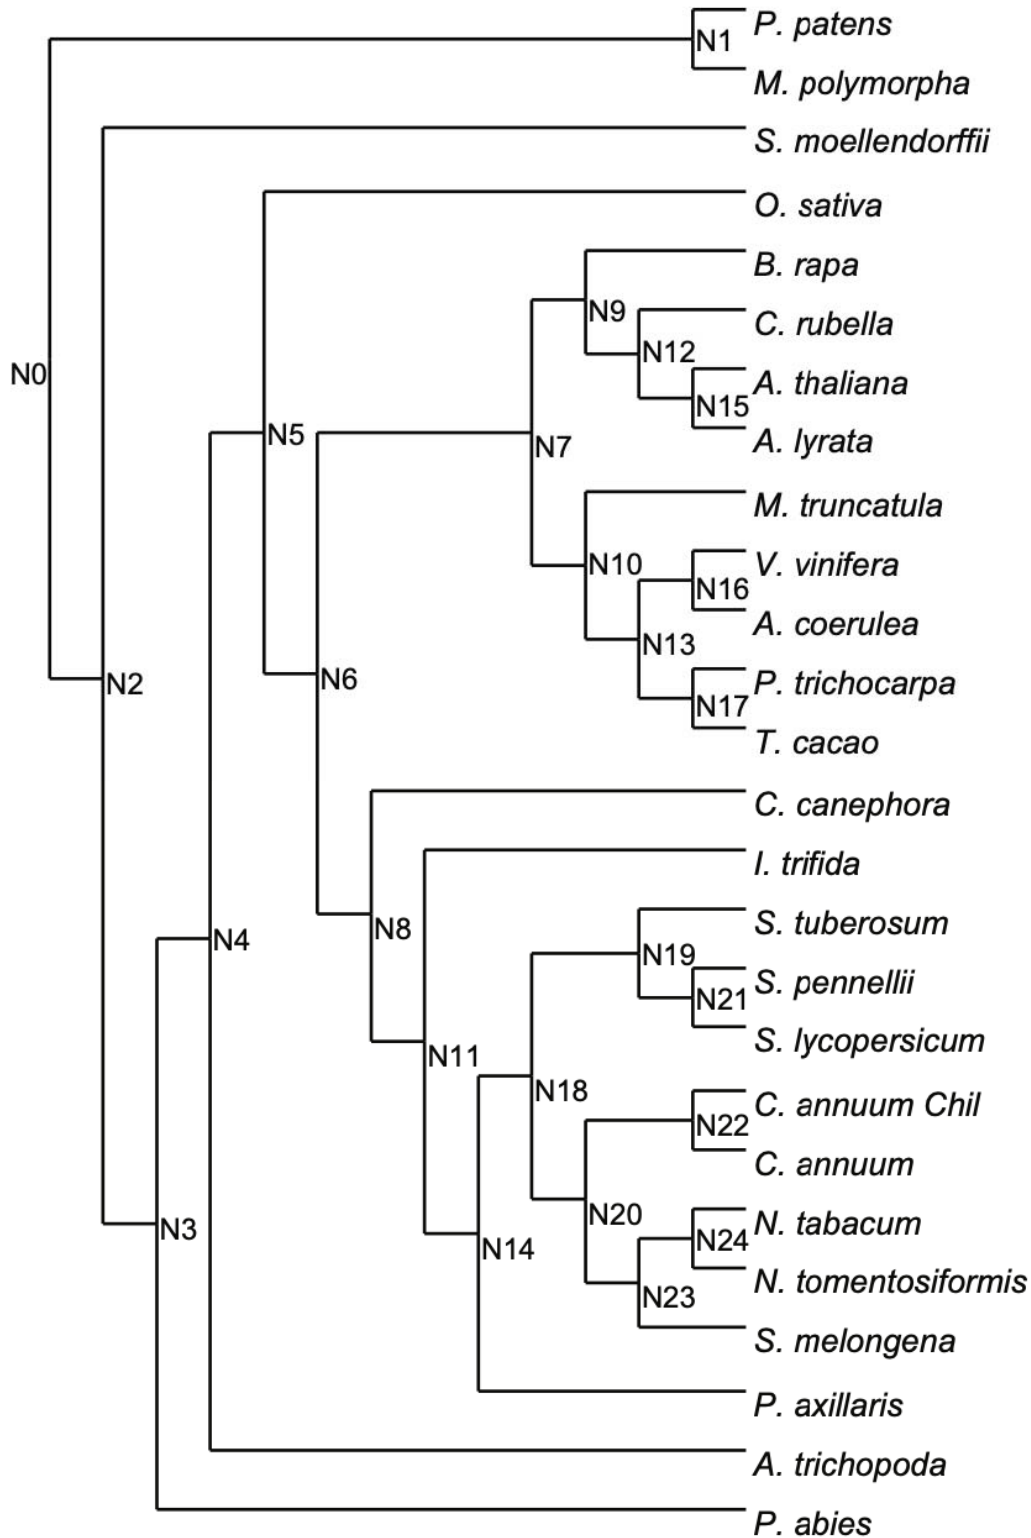 P. patens
N1
M. polymorpha
S. moellendorffii
O. sativa
B. rapa
N9
C. rubella
N12
N0
A. thaliana
N15
N5
A. lyrata
N7
M. truncatula
N10
V. vinifera
N16
A. coerulea
N13
N2
N6
P. trichocarpa
N17
T. cacao
C. canephora
I. trifida
S. tuberosum
N8
N4
N19
S. pennellii
N21
S. lycopersicum
N11
N18
C. annuum Chil
N22
C. annuum
N20
N. tabacum
N3
N24
N14
N. tomentosiformis
N23
S. melongena
P. axillaris
A. trichopoda
P. abies